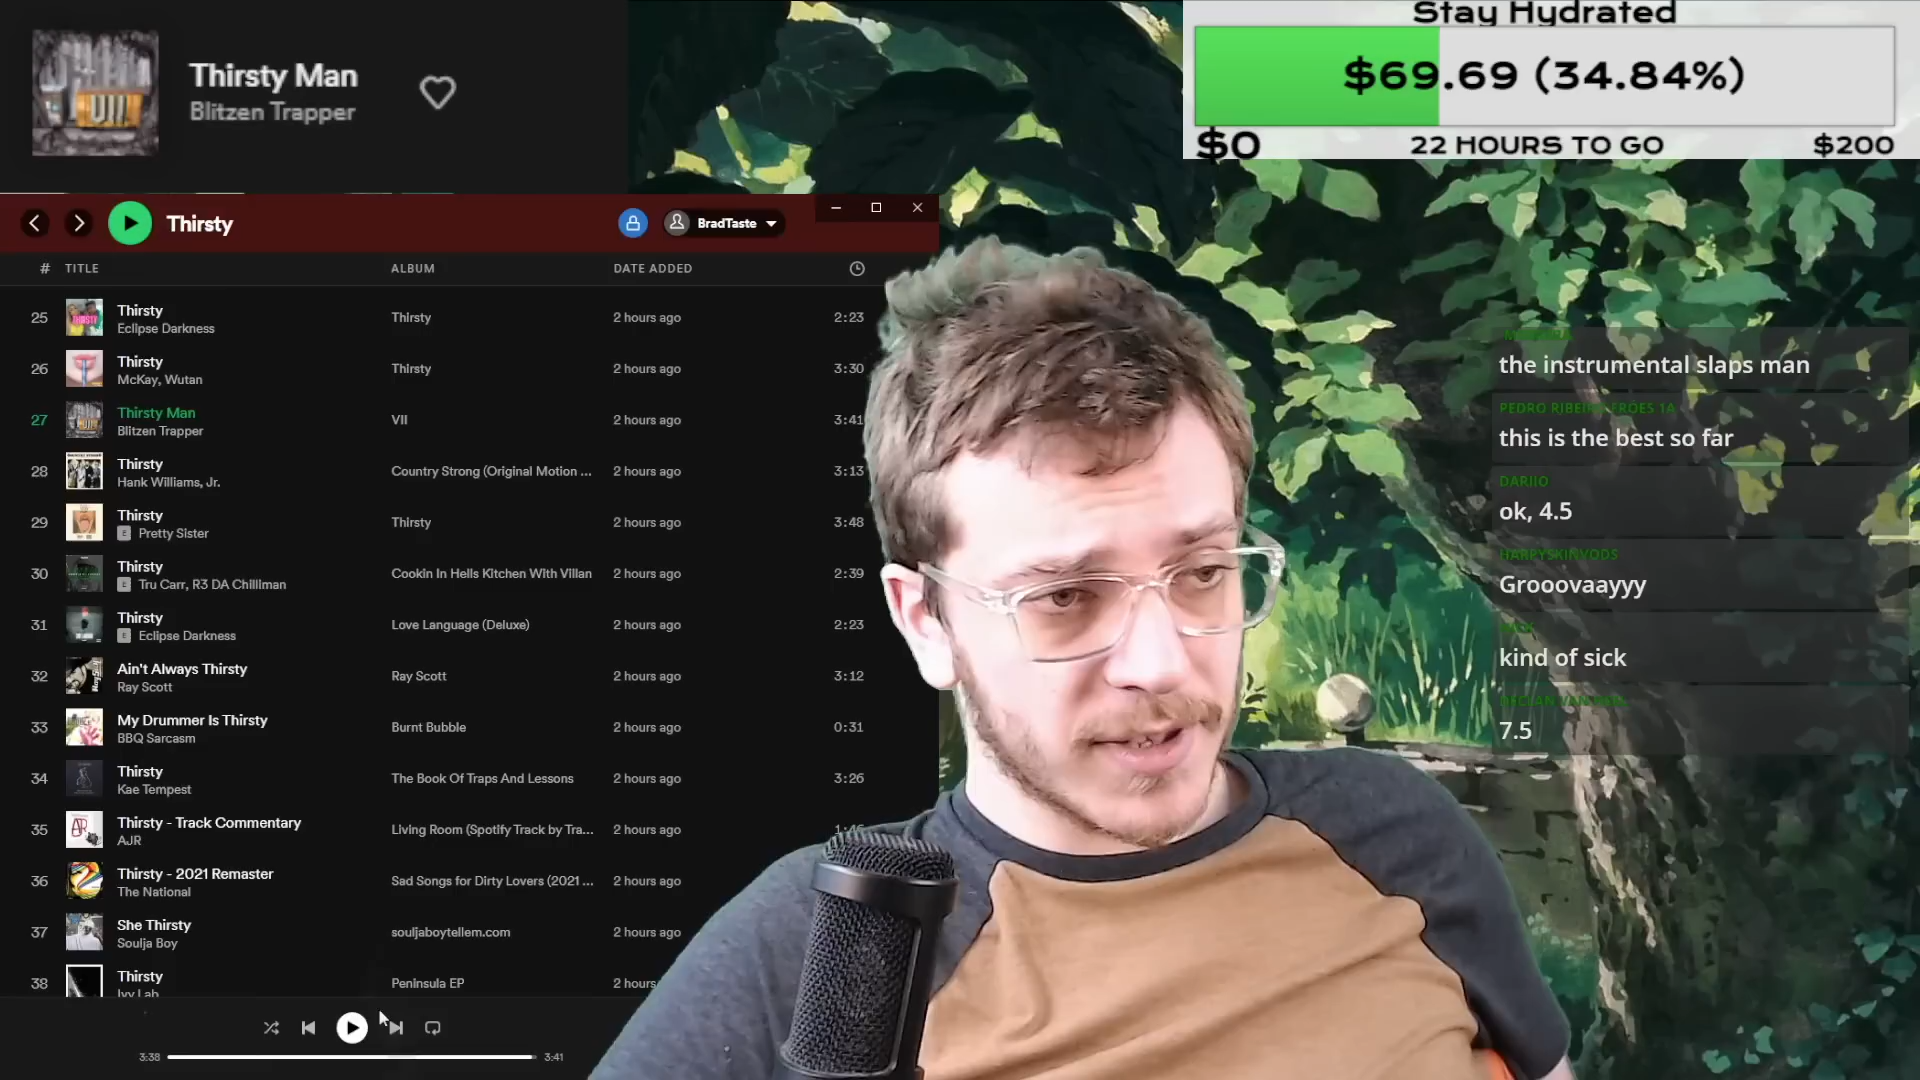 Thirsty Man
Blitzen Trapper
Stay Hydrated
$69.69 (34.84%)
$0
22 HOURS TO GO
$200
Thirsty
BradTaste
# TITLE ALBUM DATE ADDED
25 Thirsty Thirsty 2 hours ago 2:23
Eclipse Darkness
26 Thirsty Thirsty 2 hours ago 3:30
McKay, Wutan
27 Thirsty Man VII 2 hours ago 3:41
Blitzen Trapper
28 Thirsty Country Strong (Original Motion ... 2 hours ago 3:13
Hank Williams, Jr.
29 Thirsty Thirsty 2 hours ago 3:48
E Pretty Sister
30 Thirsty Cookin In Hells Kitchen With Villan 2 hours ago 2:39
E Tru Carr, R3 DA Chilliman
31 Thirsty Love Language (Deluxe) 2 hours ago 2:23
E Eclipse Darkness
32 Ain't Always Thirsty Ray Scott 2 hours ago 3:12
Ray Scott
33 My Drummer Is Thirsty Burnt Bubble 2 hours ago 0:31
BBQ Sarcasm
34 Thirsty The Book Of Traps And Lessons 2 hours ago 3:26
Kae Tempest
35 Thirsty - Track Commentary Living Room (Spotify Track by Tra... 2 hours ago
AJR
36 Thirsty - 2021 Remaster Sad Songs for Dirty Lovers (2021 ... 2 hours ago
The National
37 She Thirsty souljaboytellem.com 2 hours ago
Soulja Boy
38 Thirsty Peninsula EP 2 hours
Ivy Lab
3:38 3:41
the instrumental slaps man
PEDRO RIBEIRO FRÓES 1A
this is the best so far
DARIIO
ok, 4.5
HARPYSKINVODS
Grooovaayyy
kind of sick
7.5